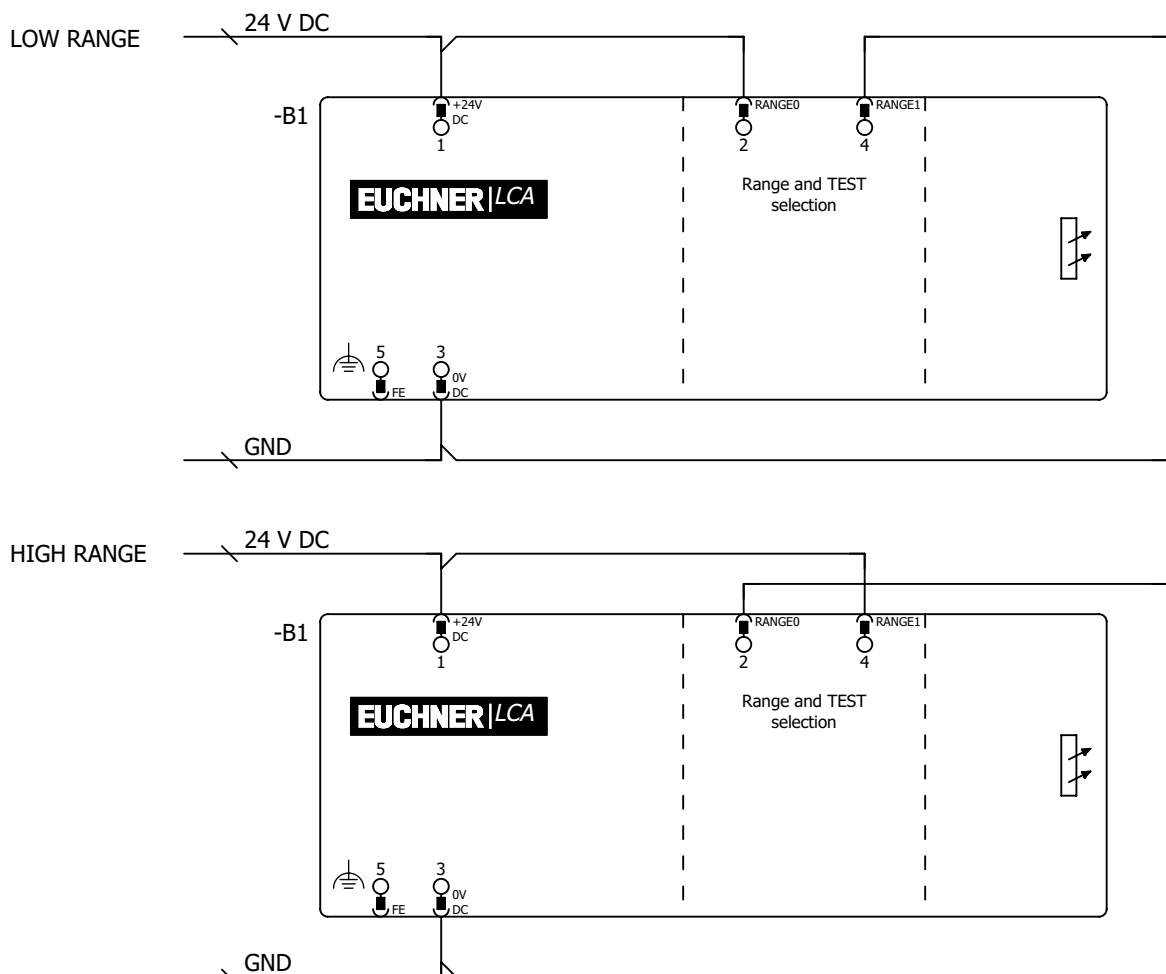 24 V DC
LOW RANGE
-B1
+24V
DC
RANGE0
RANGE1
1
2
4
EUCHNER|LCA
Range and TEST
selection
5
3
0V
FE
DC
GND
24 V DC
HIGH RANGE
-B1
+24V
DC
RANGE0
RANGE1
1
2
4
EUCHNER|LCA
Range and TEST
selection
5
3
0V
FE
DC
GND